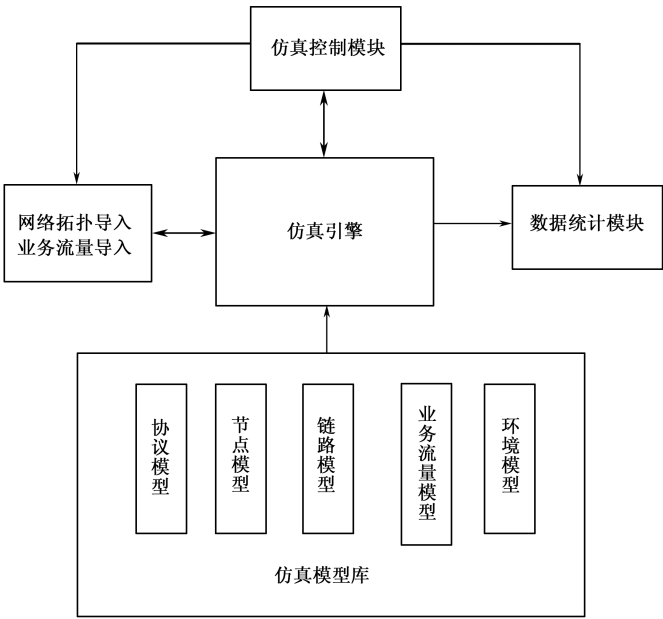 仿真控制模块
网络拓扑导入
业务流量导入
仿真引擎
数据统计模块
协议模型
节点模型
链路模型
业务流量模型
环境模型
仿真模型库